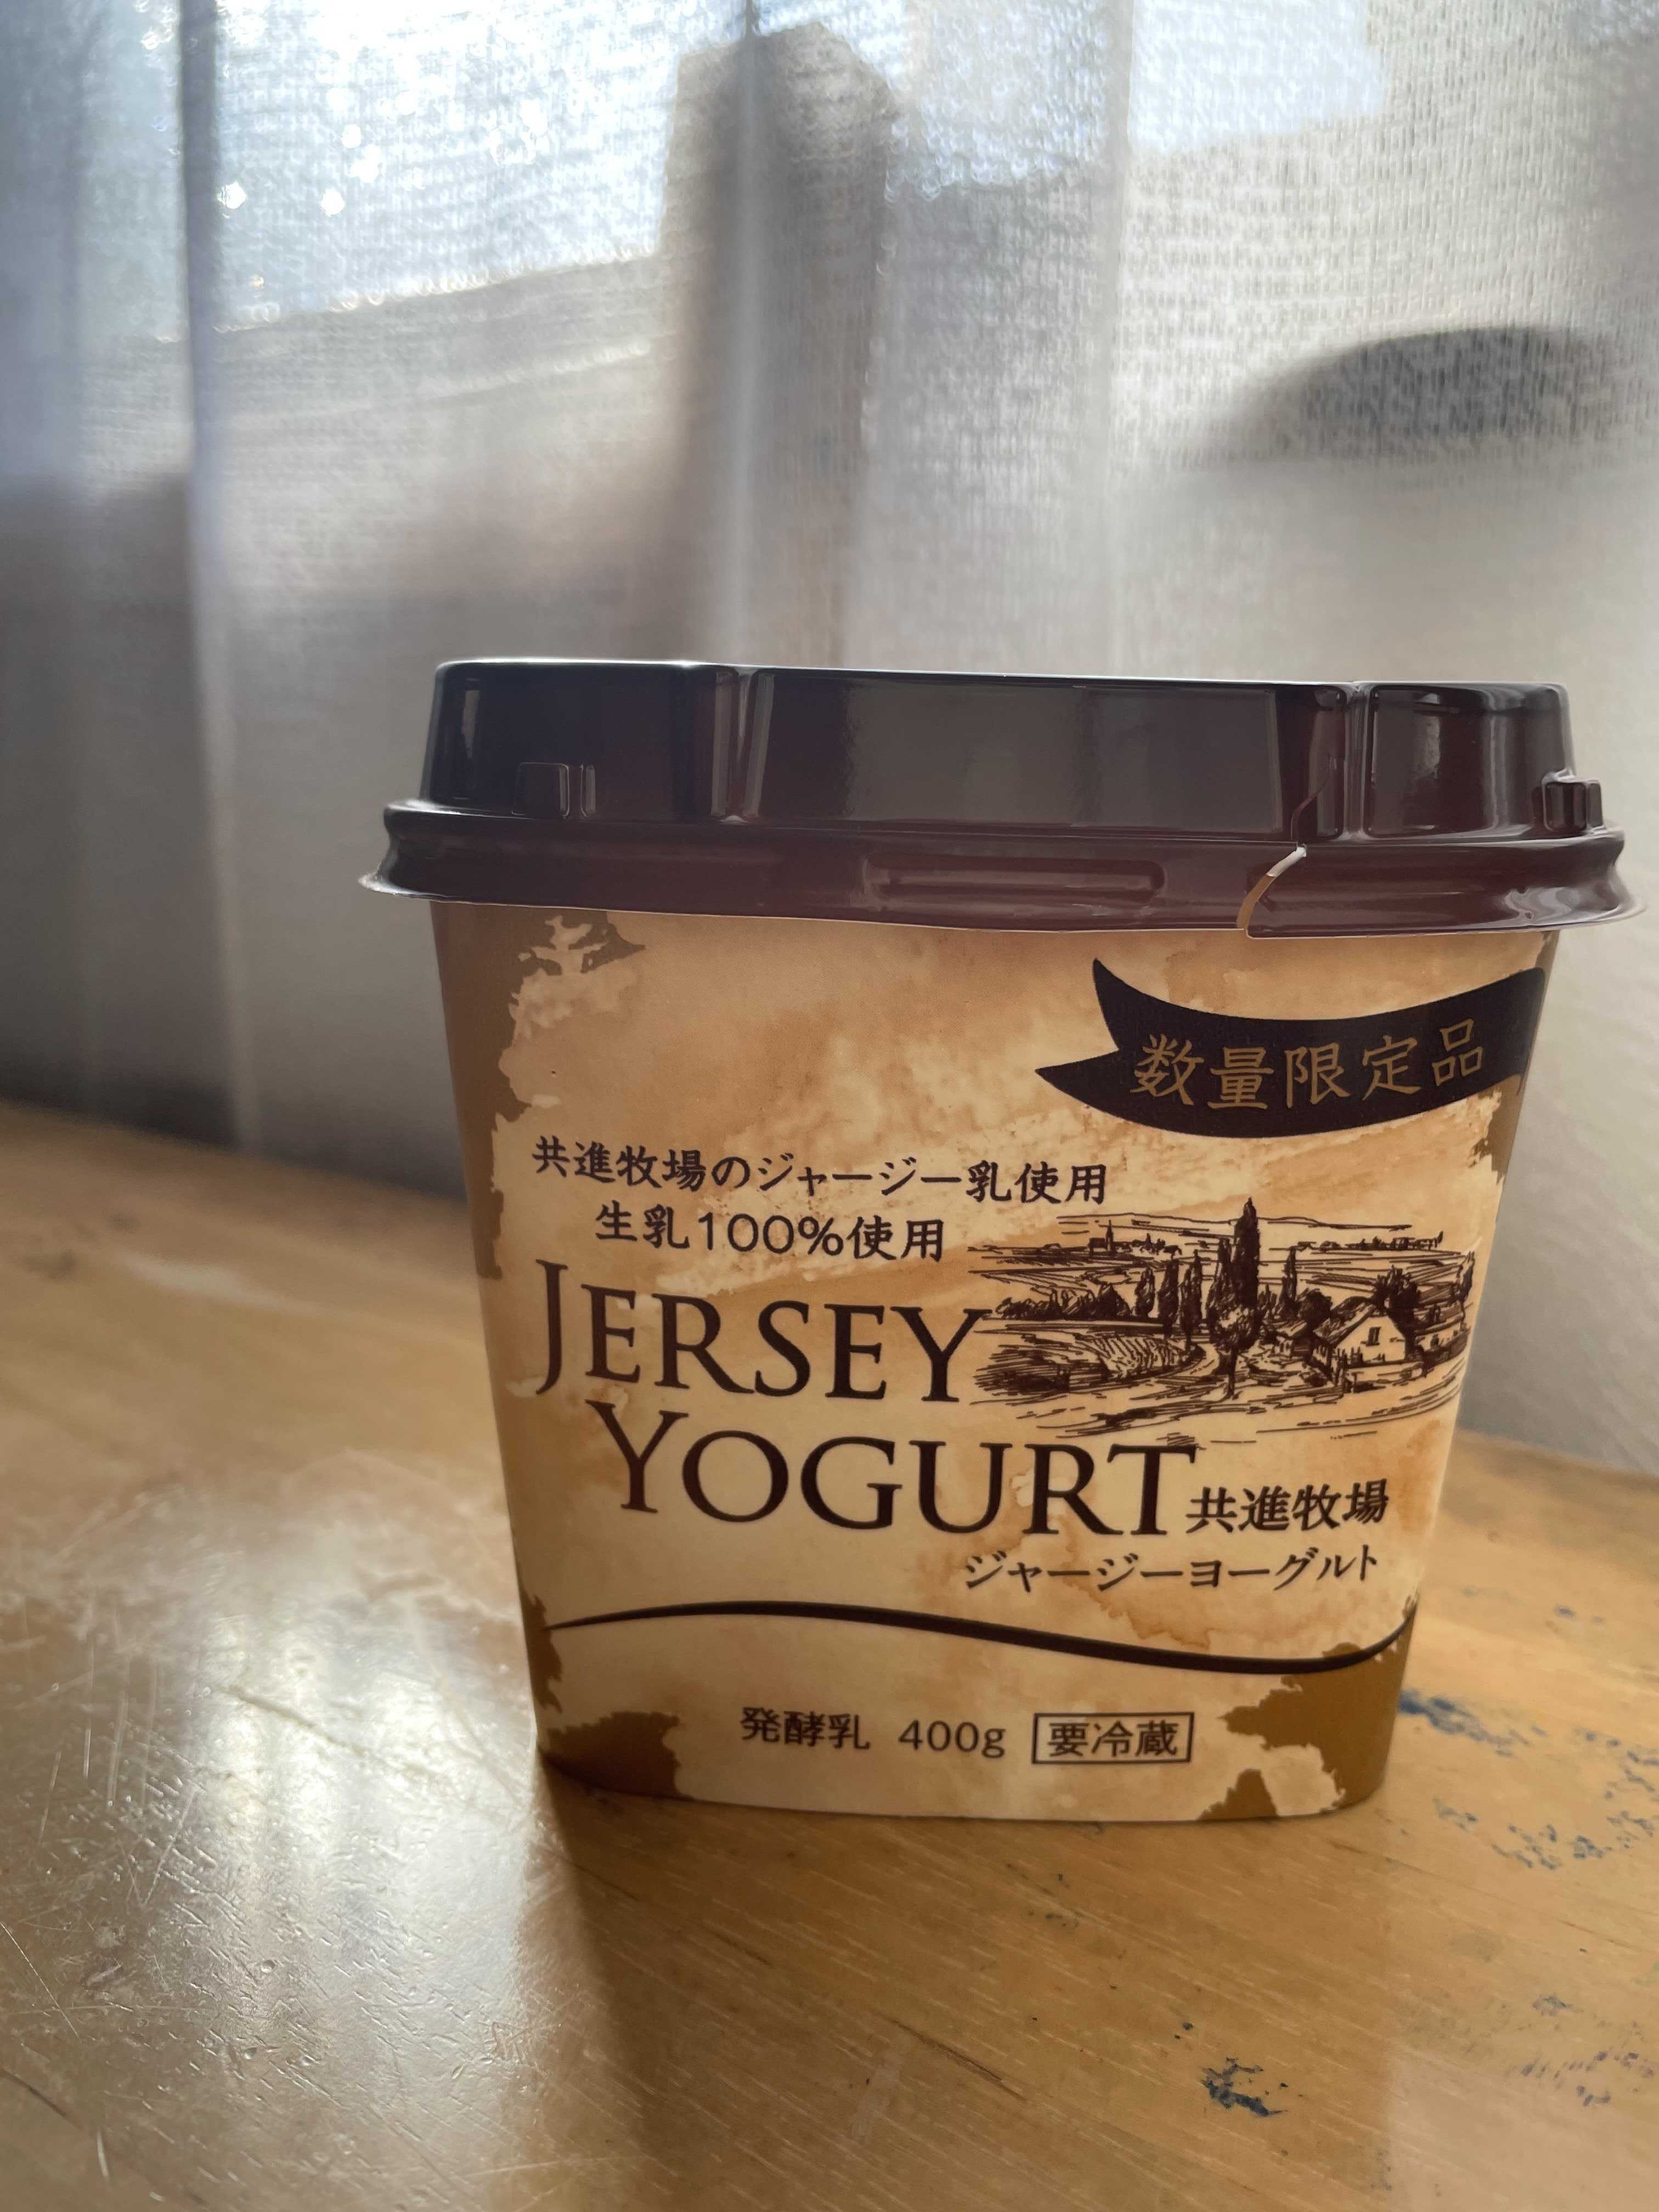 数量限定品
共進牧場のジャージー乳使用
生乳100%使用
JERSEY
YOGURT 共進牧場
ジャージーヨーグルト
発酵乳 400g 要冷蔵